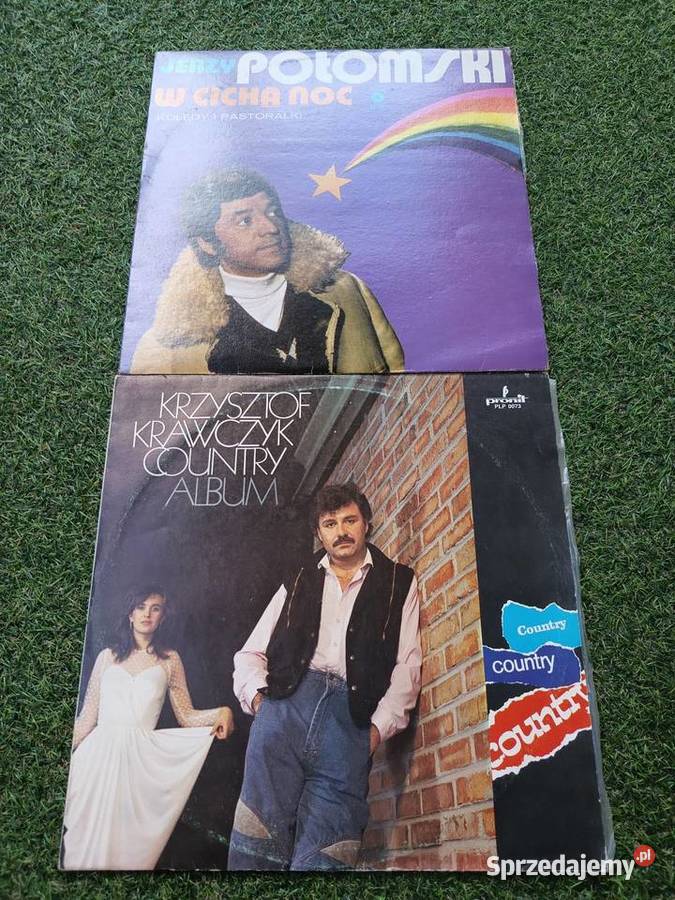 JERZY POŁOMSKI
W CICHĄ NOC
KOLĘDY I PASTORAŁKI
KRZYSZTOF
KRAWCZYK
COUNTRY
ALBUM
pronit
PLP 0073
Country
country
country
Sprzedajemy.pl